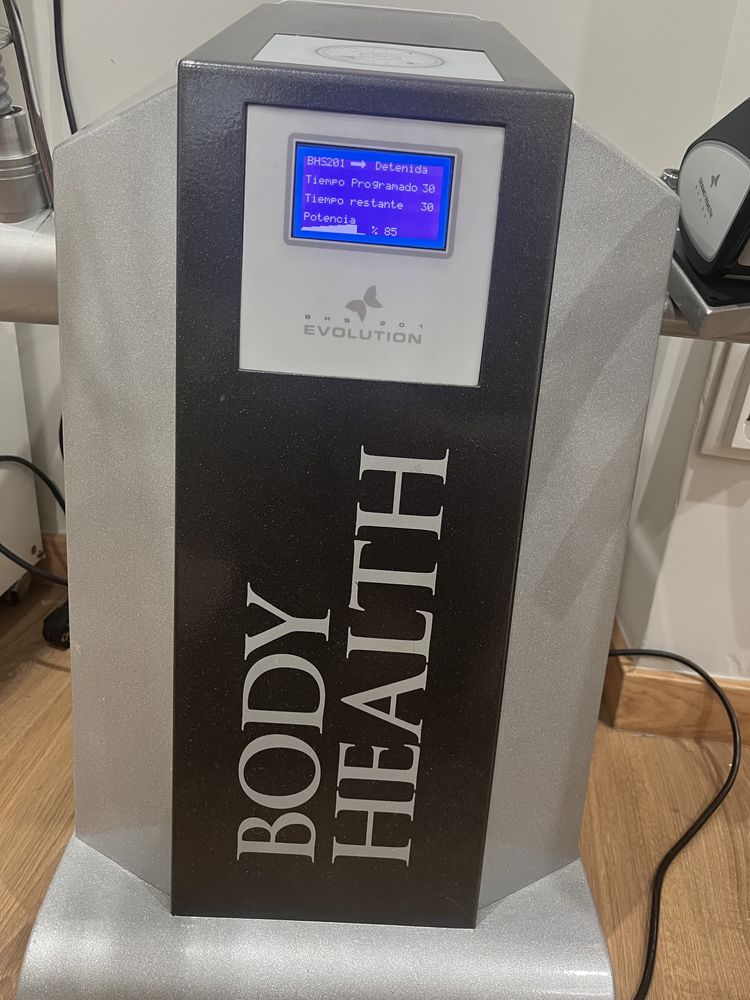 BHS201 ➡ Detenida
Tiempo Programado 30
Tiempo restante 30
Potencia
% 85
BHS 201
EVOLUTION
BODY
HEALTH